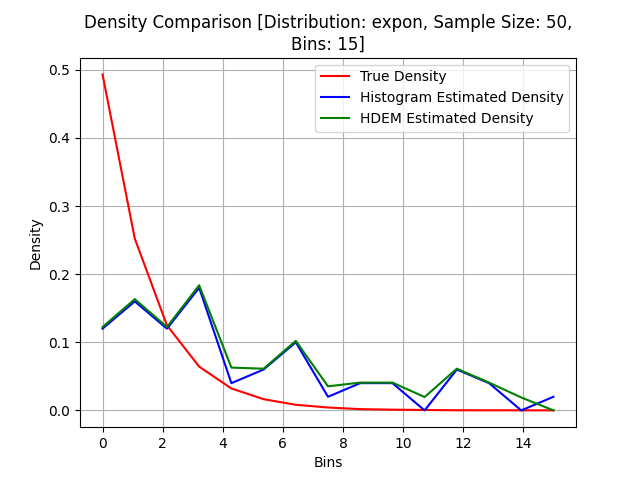 Density Comparison [Distribution: expon, Sample Size: 50,
Bins: 15]
True Density
Histogram Estimated Density
HDEM Estimated Density
Density
0.5
0.4
0.3
0.2
0.1
0.0
0 2 4 6 8 10 12 14
Bins